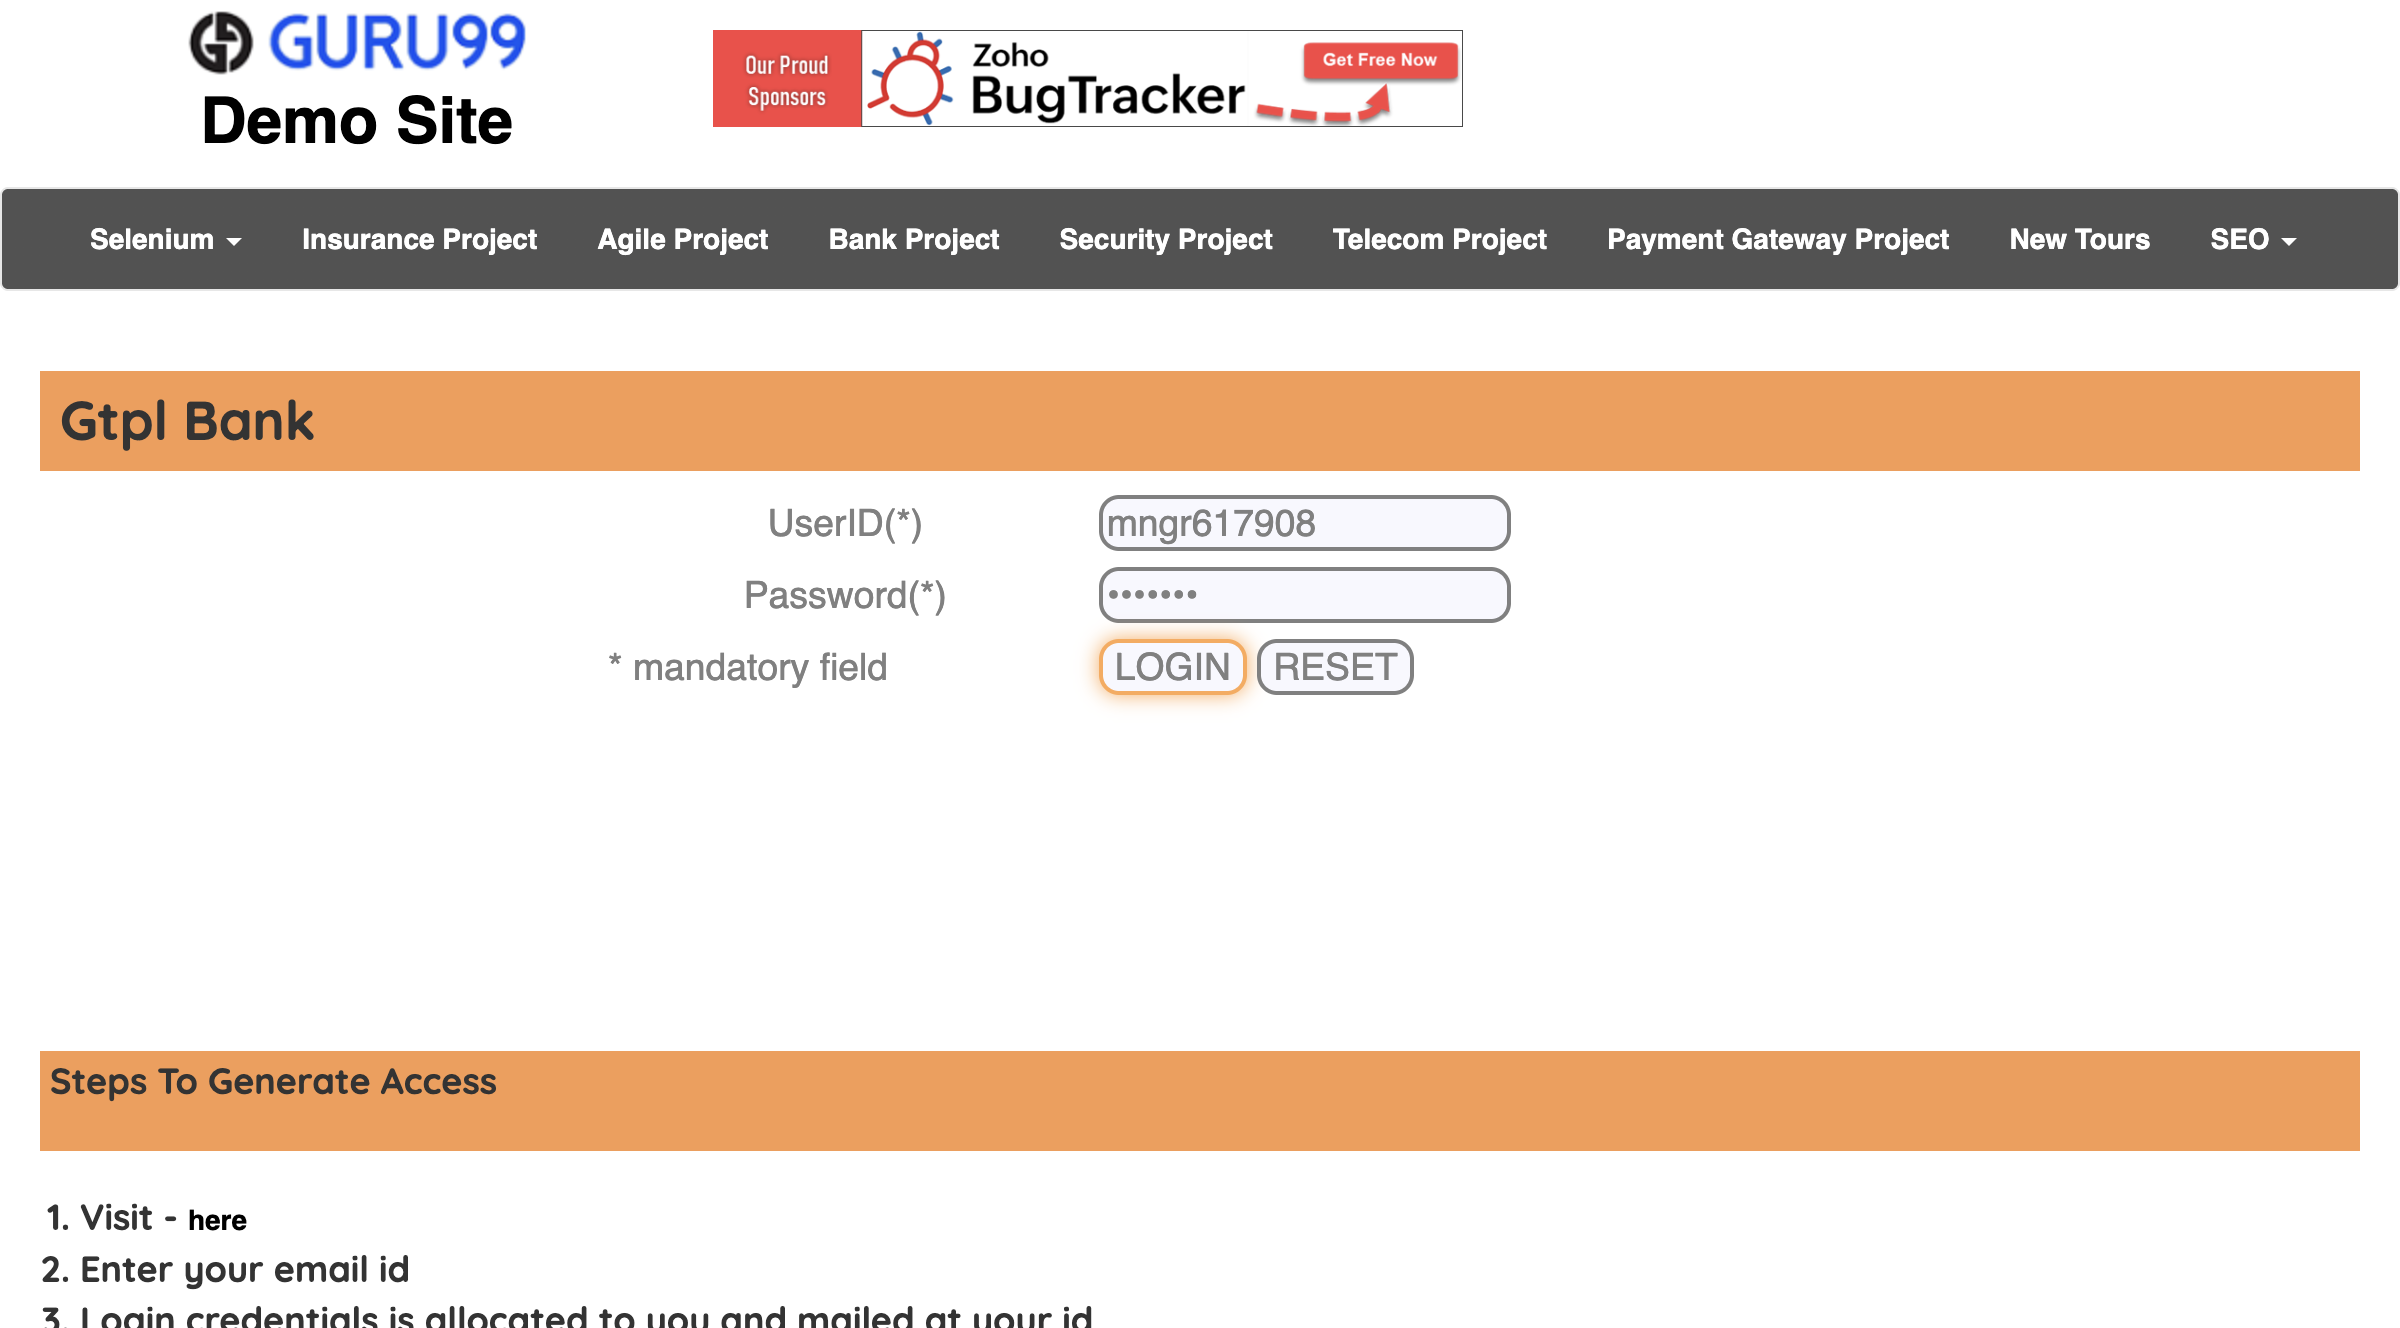 GURU99
Demo Site
Our Proud
Sponsors
Zoho
BugTracker
Get Free Now
Selenium
Insurance Project
Agile Project
Bank Project
Security Project
Telecom Project
Payment Gateway Project
New Tours
SEO
Gtpl Bank
UserID(*)
mngr617908
Password(*)
•••••••
* mandatory field
LOGIN
RESET
Steps To Generate Access
1. Visit - here
2. Enter your email id
3. Login credentials is allocated to you and mailed at your id